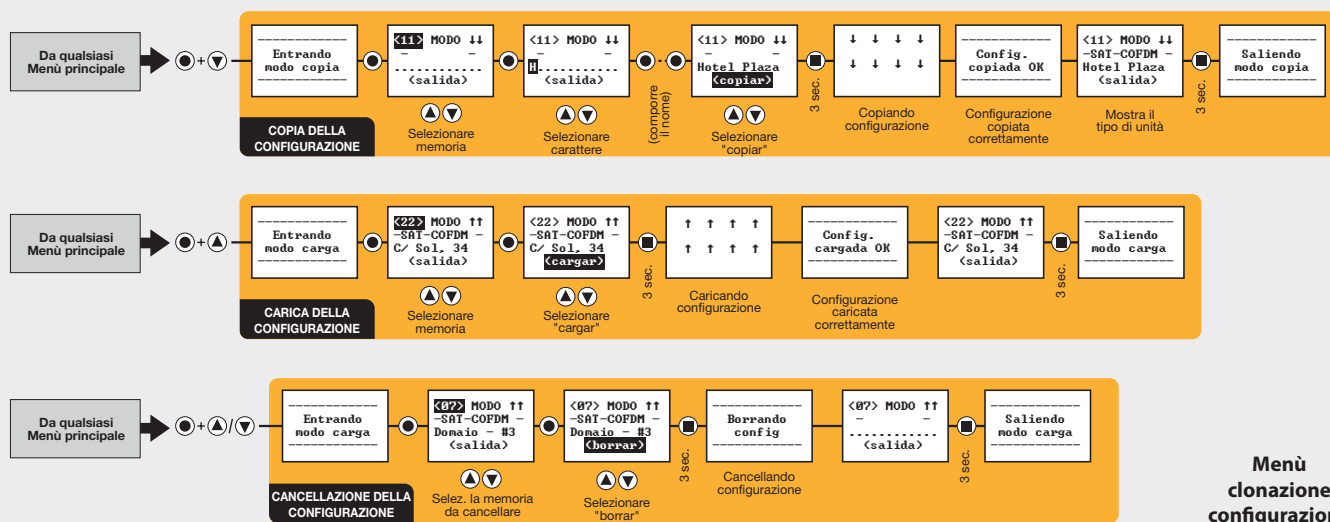 Da qualsiasi
Menù principale
+
------------
Entrando
modo copia
------------
<11> MODO ↓↓
- -
............
(salida)
Selezionare
memoria
<11> MODO ↓↓
- -
H...........
(salida)
Selezionare
carattere
(comporre
il nome)
<11> MODO ↓↓
- -
Hotel Plaza
(copiar)
Selezionare
"copiar"
3 sec.
↓ ↓ ↓ ↓
↓ ↓ ↓ ↓
Copiando
configurazione
------------
Config.
copiada OK
------------
Configurazione
copiata
correttamente
<11> MODO ↓↓
-SAT-COFDM -
Hotel Plaza
(salida)
Mostra il
tipo di unità
3 sec.
------------
Saliendo
modo copia
------------
COPIA DELLA
CONFIGURAZIONE
Da qualsiasi
Menù principale
+
------------
Entrando
modo carga
------------
<22> MODO ↑↑
-SAT-COFDM -
C/ Sol, 34
(salida)
Selezionare
memoria
<22> MODO ↑↑
-SAT-COFDM -
C/ Sol, 34
(cargar)
Selezionare
"cargar"
3 sec.
↑ ↑ ↑ ↑
↑ ↑ ↑ ↑
Caricando
configurazione
------------
Config.
cargada OK
------------
Configurazione
caricata
correttamente
<22> MODO ↑↑
-SAT-COFDM -
C/ Sol, 34
(salida)
3 sec.
------------
Saliendo
modo carga
------------
CARICA DELLA
CONFIGURAZIONE
Da qualsiasi
Menù principale
+ /
------------
Entrando
modo carga
------------
<07> MODO ↑↑
-SAT-COFDM -
Domaio - #3
(salida)
Selez. la memoria
da cancellare
<07> MODO ↑↑
-SAT-COFDM -
Domaio - #3
(borrar)
Selezionare
"borrar"
3 sec.
------------
Borrando
config
------------
Cancellando
configurazione
<07> MODO ↑↑
- -
............
(salida)
3 sec.
------------
Saliendo
modo carga
------------
CANCELLAZIONE DELLA
CONFIGURAZIONE
Menù
clonazione
configurazion